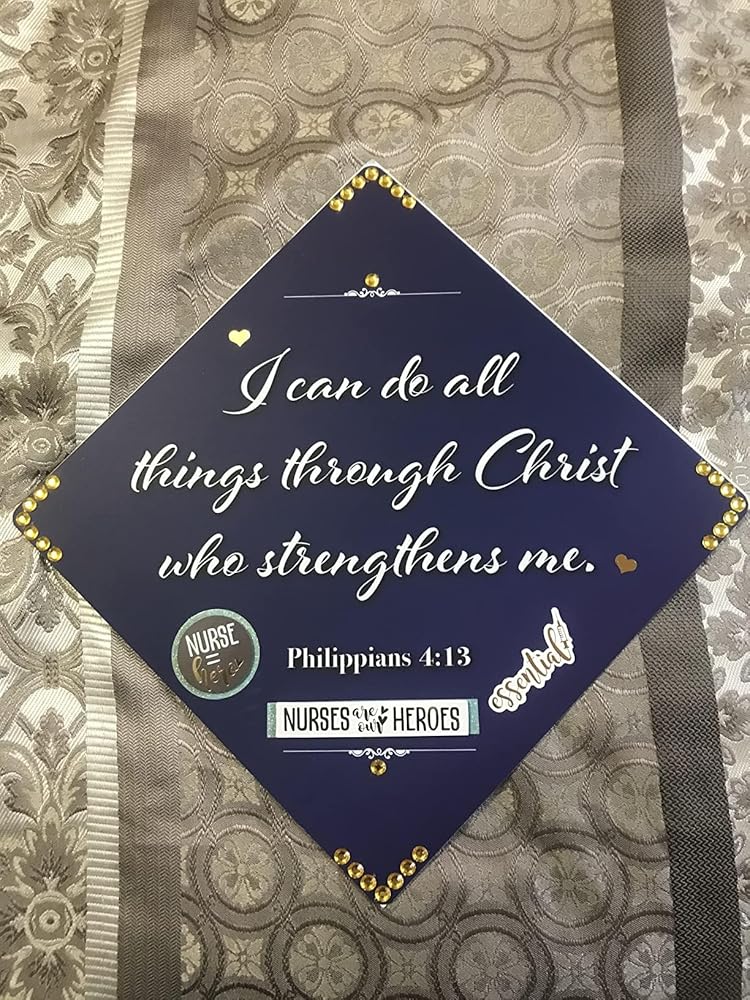 I can do all
things through Christ
who strengthens me.
NURSE
=
hero
Philippians 4:13
essential
NURSES are our HEROES